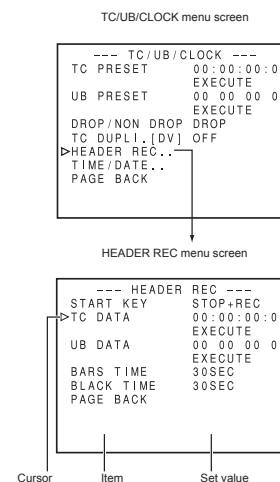 TC/UB/CLOCK menu screen
--- TC/UB/CLOCK ---
TC PRESET 00:00:00:0
EXECUTE
UB PRESET 00 00 00 0
EXECUTE
DROP/NON DROP DROP
TC DUPLI.[DV] OFF
HEADER REC..
TIME/DATE..
PAGE BACK
HEADER REC menu screen
--- HEADER REC ---
START KEY STOP+REC
TC DATA 00:00:00:0
EXECUTE
UB DATA 00 00 00 0
EXECUTE
BARS TIME 30SEC
BLACK TIME 30SEC
PAGE BACK
Cursor Item Set value